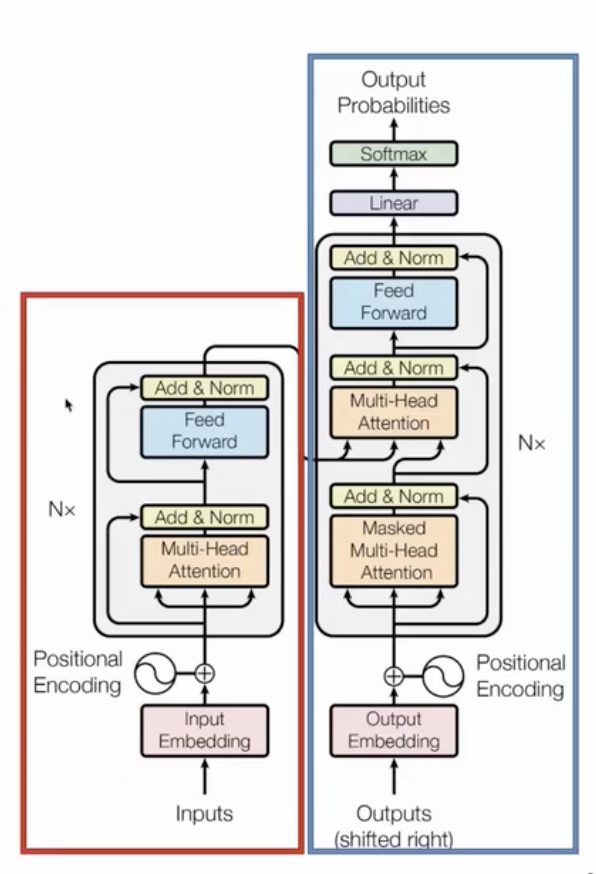 Output
Probabilities
Softmax
Linear
Add & Norm
Feed
Forward
Add & Norm
Multi-Head
Attention
Add & Norm
Masked
Multi-Head
Attention
Nx
Positional
Encoding
Output
Embedding
Outputs
(shifted right)
Add & Norm
Feed
Forward
Add & Norm
Multi-Head
Attention
Nx
Positional
Encoding
Input
Embedding
Inputs